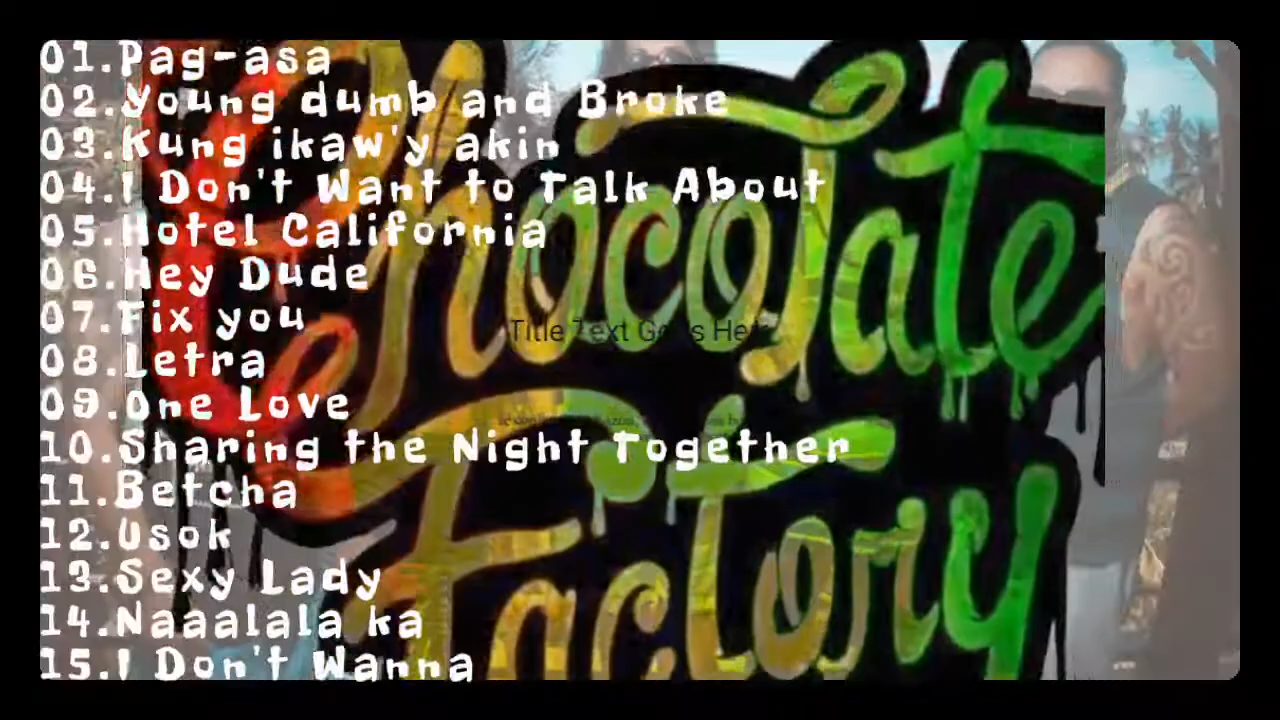 01.Pag-asa
02.Young dumb and Broke
03.Kung ikaw'y akin
04.I Don't Want to Talk About
05.Hotel California
06.Hey Dude
07.Fix you
08.Letra
09.One Love
10.Sharing the Night Together
11.Betcha
12.Usok
13.Sexy Lady
14.Naaalala ka
15.I Don't Wanna
Chocolate
Factory
Title Text Goes Here